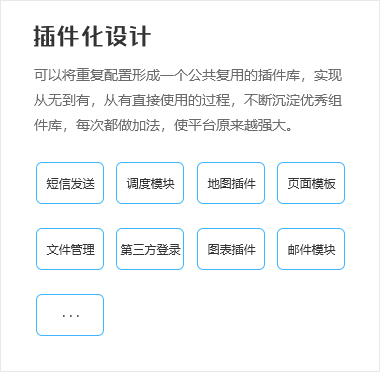 插件化设计
可以将重复配置形成一个公共复用的插件库，实现
从无到有，从有直接使用的过程，不断沉淀优秀组
件库，每次都做加法，使平台原来越强大。
短信发送 调度模块 地图插件 页面模板
文件管理 第三方登录 图表插件 邮件模块
...